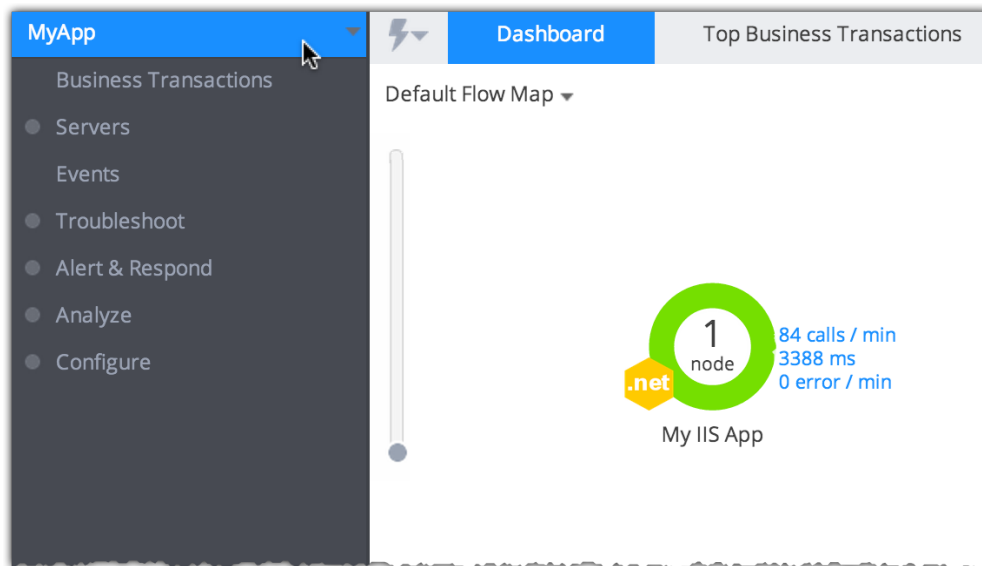 MyApp
Business Transactions
Servers
Events
Troubleshoot
Alert & Respond
Analyze
Configure
Dashboard
Top Business Transactions
Default Flow Map
1
node
.net
84 calls / min
3388 ms
0 error / min
My IIS App